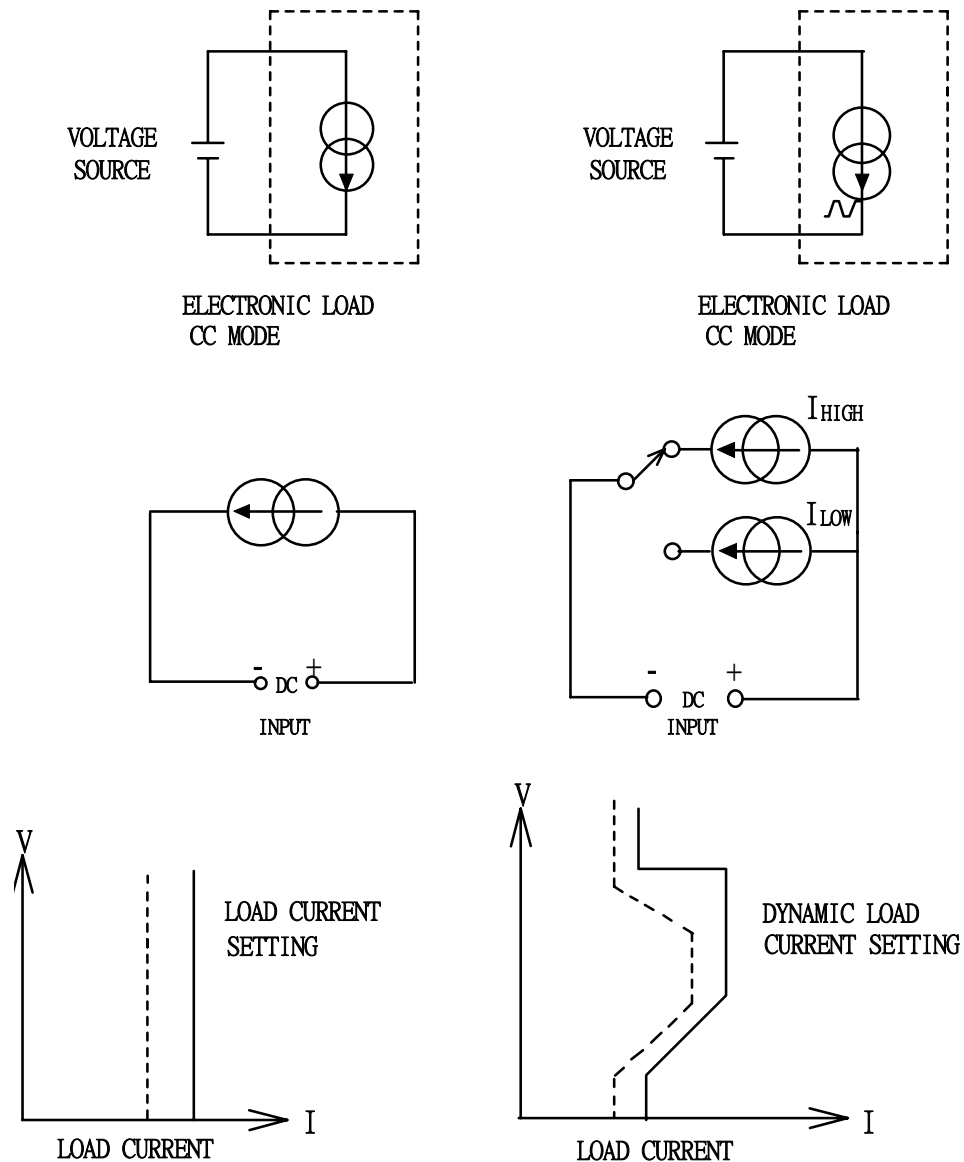 VOLTAGE
SOURCE
ELECTRONIC LOAD
CC MODE
VOLTAGE
SOURCE
ELECTRONIC LOAD
CC MODE
- DC +
INPUT
IHIGH
ILOW
- +
DC
INPUT
V
LOAD CURRENT
SETTING
I
LOAD CURRENT
V
DYNAMIC LOAD
CURRENT SETTING
I
LOAD CURRENT